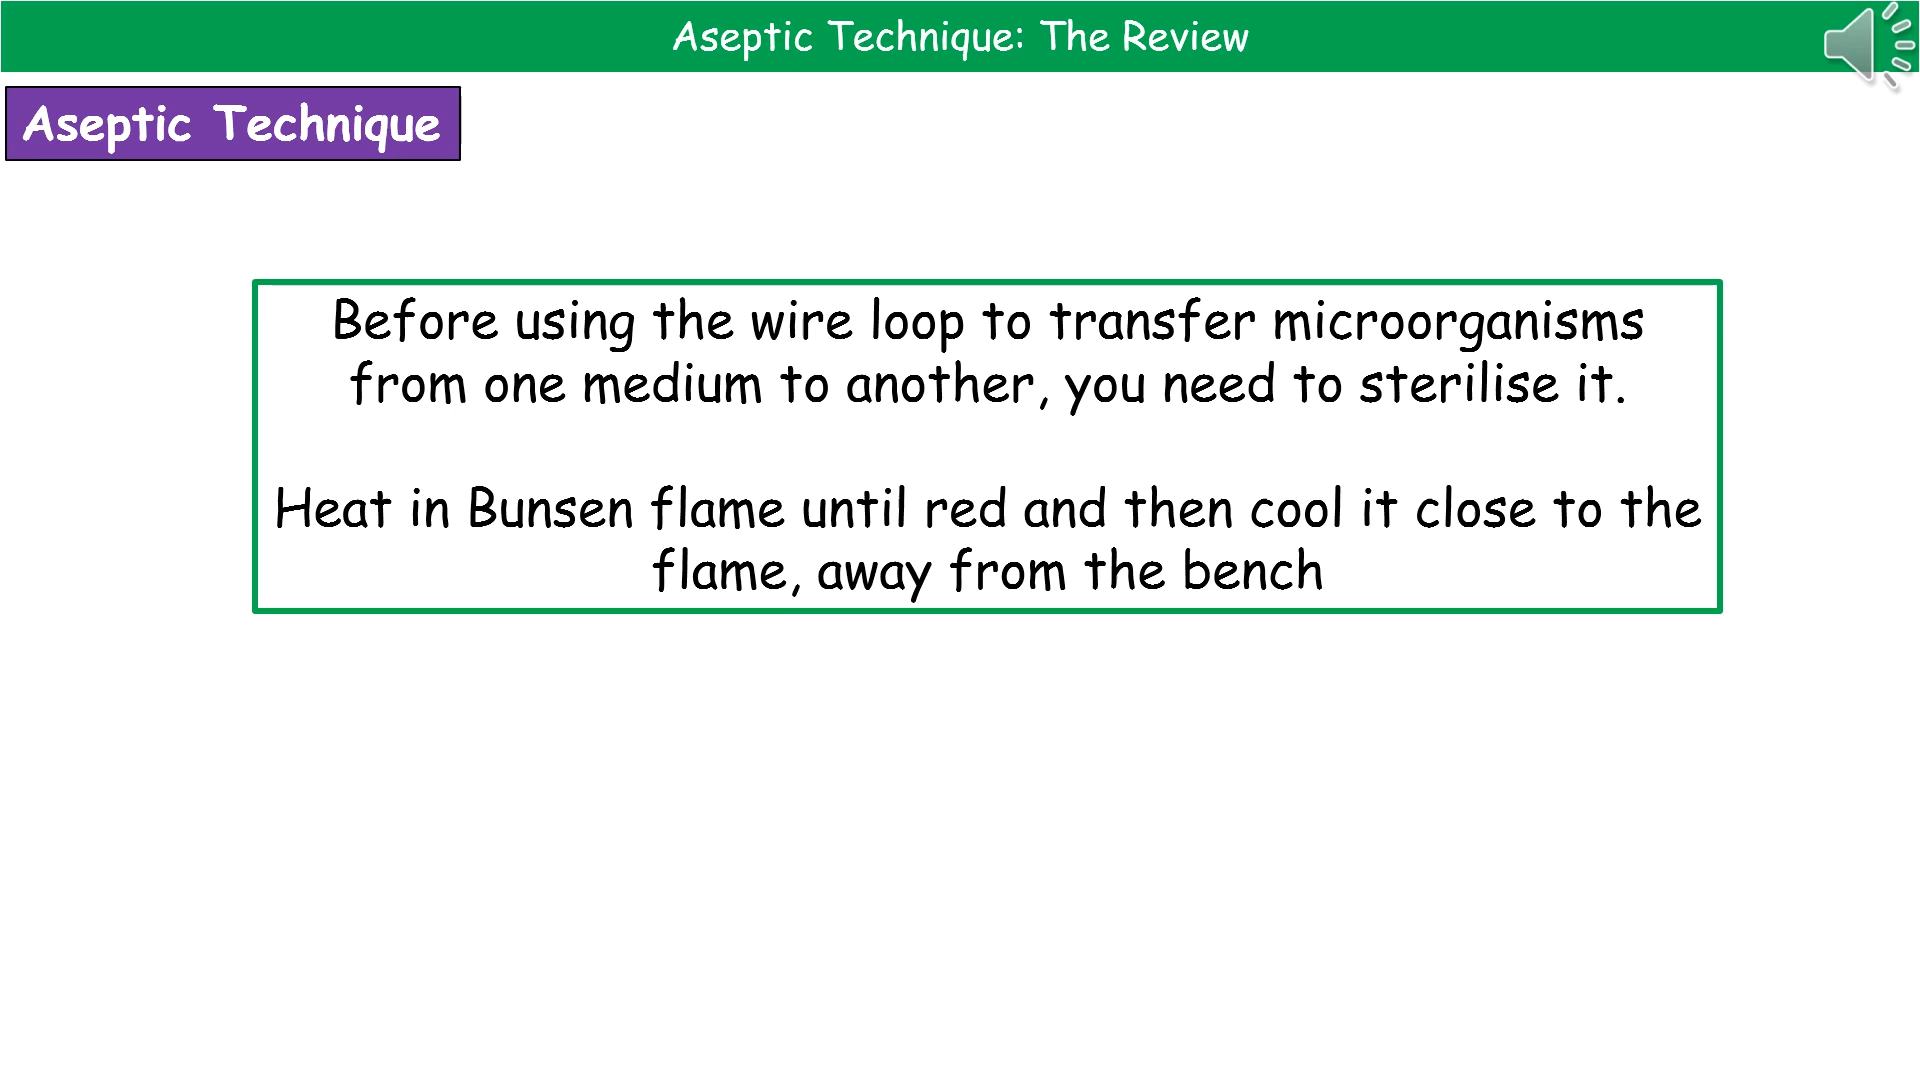 Aseptic Technique: The Review
Aseptic Technique
Before using the wire loop to transfer microorganisms
from one medium to another, you need to sterilise it.
Heat in Bunsen flame until red and then cool it close to the
flame, away from the bench